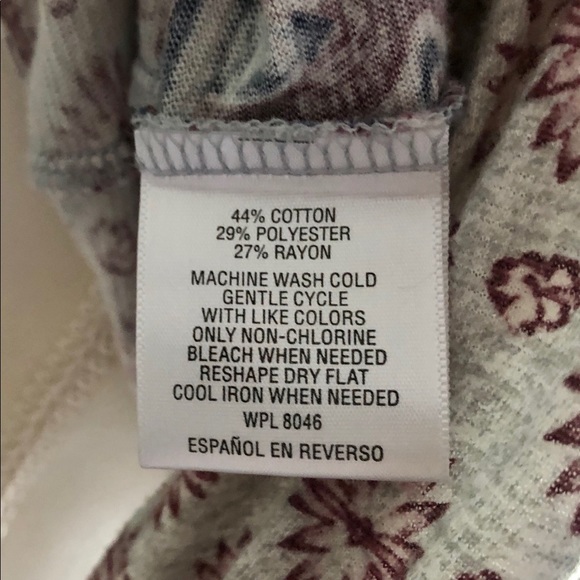 44% COTTON
29% POLYESTER
27% RAYON
MACHINE WASH COLD
GENTLE CYCLE
WITH LIKE COLORS
ONLY NON-CHLORINE
BLEACH WHEN NEEDED
RESHAPE DRY FLAT
COOL IRON WHEN NEEDED
WPL 8046
ESPAÑOL EN REVERSO